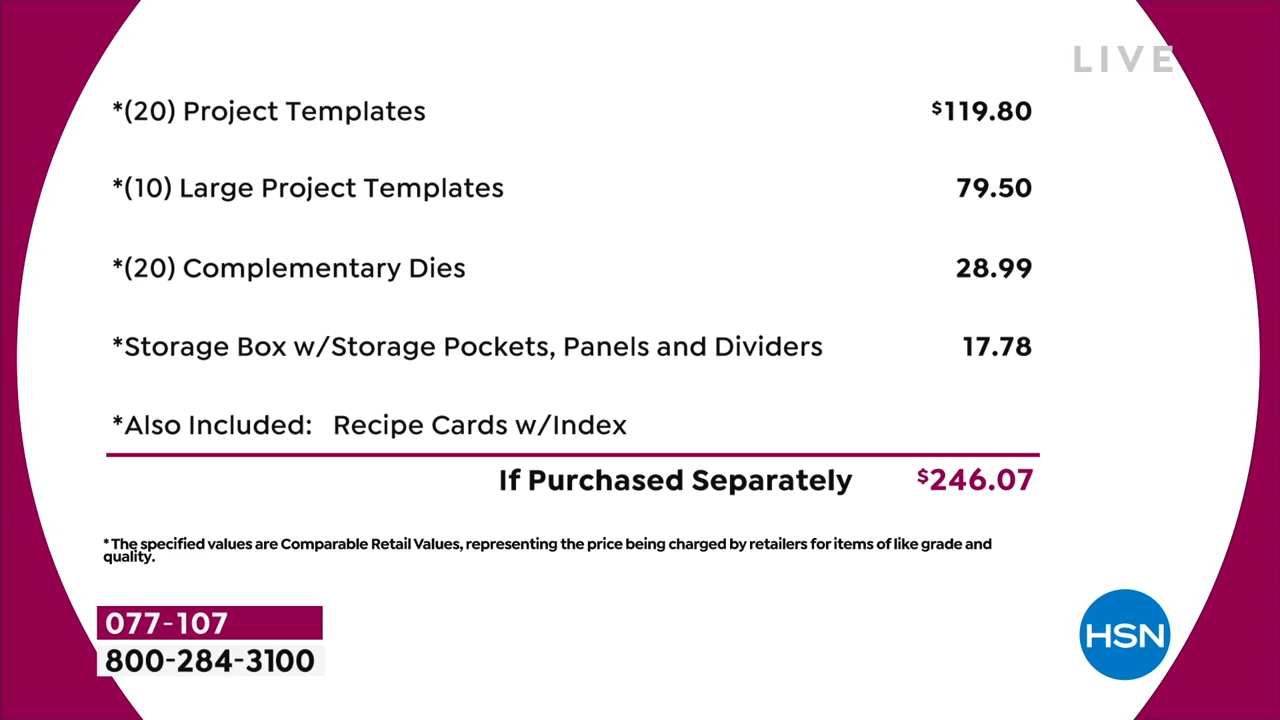 LIVE
*(20) Project Templates $119.80
*(10) Large Project Templates 79.50
*(20) Complementary Dies 28.99
*Storage Box w/Storage Pockets, Panels and Dividers 17.78
*Also Included: Recipe Cards w/Index
If Purchased Separately $246.07
*The specified values are Comparable Retail Values, representing the price being charged by retailers for items of like grade and
quality.
077-107
800-284-3100
HSN